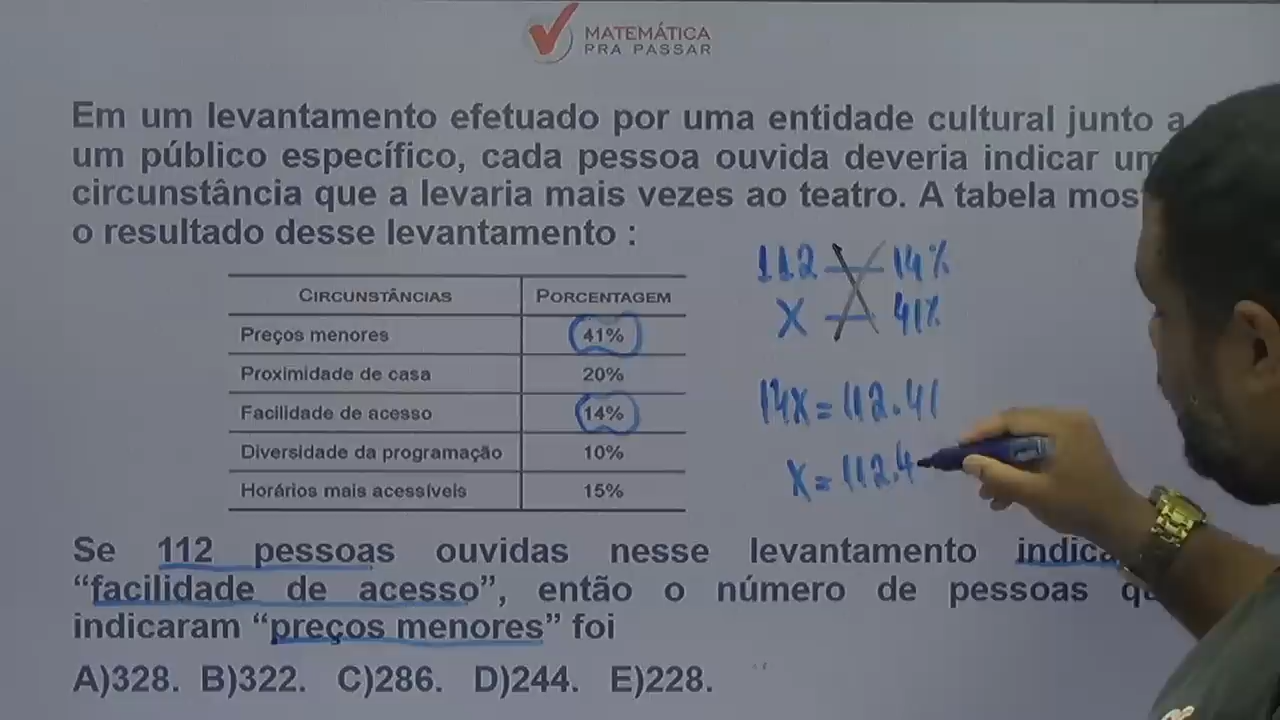 MATEMÁTICA
PRA PASSAR
Em um levantamento efetuado por uma entidade cultural junto a
um público específico, cada pessoa ouvida deveria indicar
circunstância que a levaria mais vezes ao teatro. A tabela
o resultado desse levantamento :
CIRCUNSTÂNCIAS PORCENTAGEM
Preços menores 41%
Proximidade de casa 20%
Facilidade de acesso 14%
Diversidade da programação 10%
Horários mais acessíveis 15%
112 14%
X 41%
14X = 112.41
X = 112.4
Se 112 pessoas ouvidas nesse levantamento
“facilidade de acesso”, então o número de pessoas
indicaram “preços menores” foi
A)328. B)322. C)286. D)244. E)228.